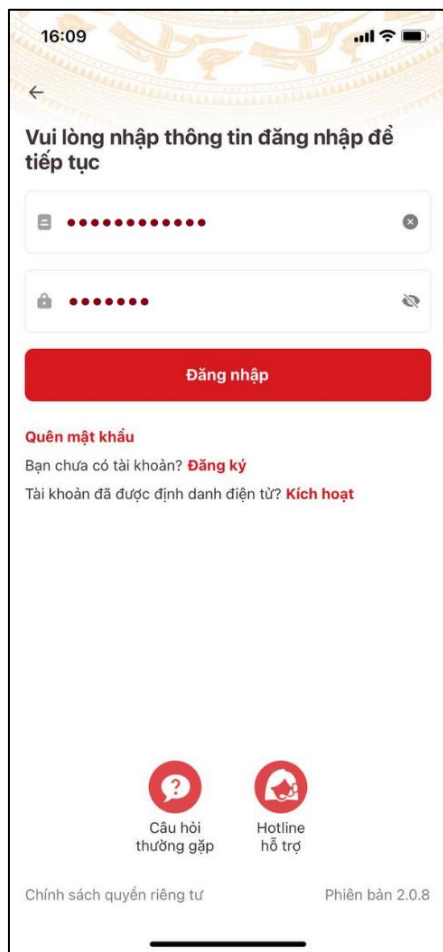 16:09
Vui lòng nhập thông tin đăng nhập để
tiếp tục
••••••••••••
•••••••
Đăng nhập
Quên mật khẩu
Bạn chưa có tài khoản? Đăng ký
Tài khoản đã được định danh điện tử? Kích hoạt
Câu hỏi
thường gặp
Hotline
hỗ trợ
Chính sách quyền riêng tư
Phiên bản 2.0.8